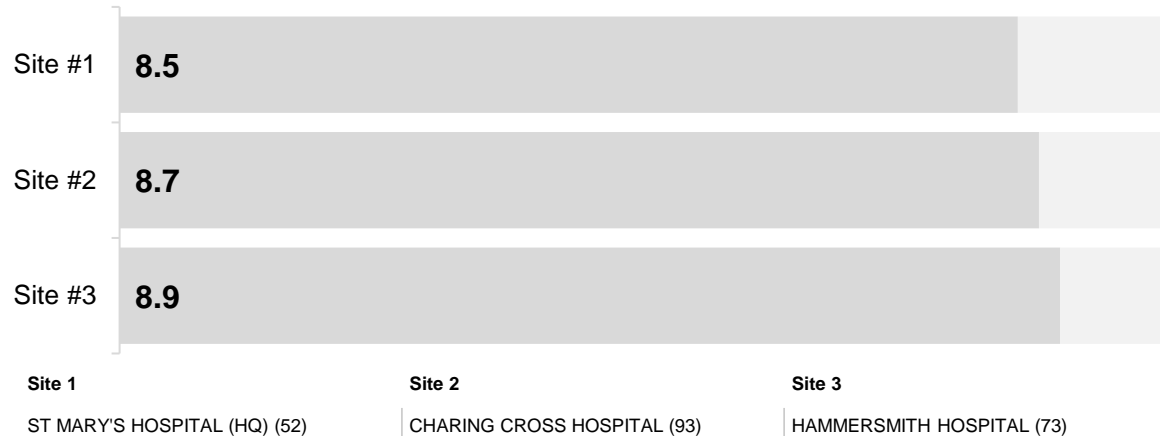 Site #1 8.5
Site #2 8.7
Site #3 8.9
Site 1 Site 2 Site 3
ST MARY'S HOSPITAL (HQ) (52) CHARING CROSS HOSPITAL (93) HAMMERSMITH HOSPITAL (73)